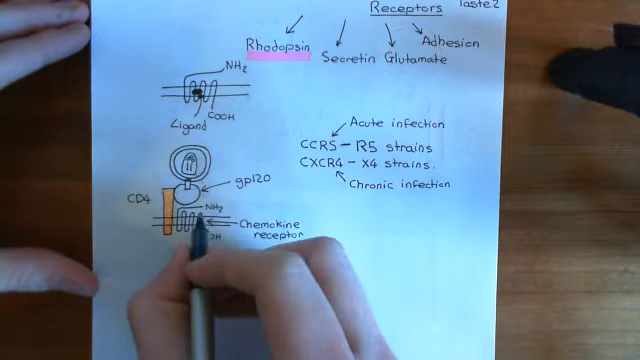 Receptors
Taste2
Rhodopsin
Secretin
Glutamate
Adhesion
NH2
COOH
Ligand
Acute infection
CCR5 - R5 strains
CXCR4 - X4 strains.
Chronic infection
gp120
CD4
NH2
Chemokine
receptor